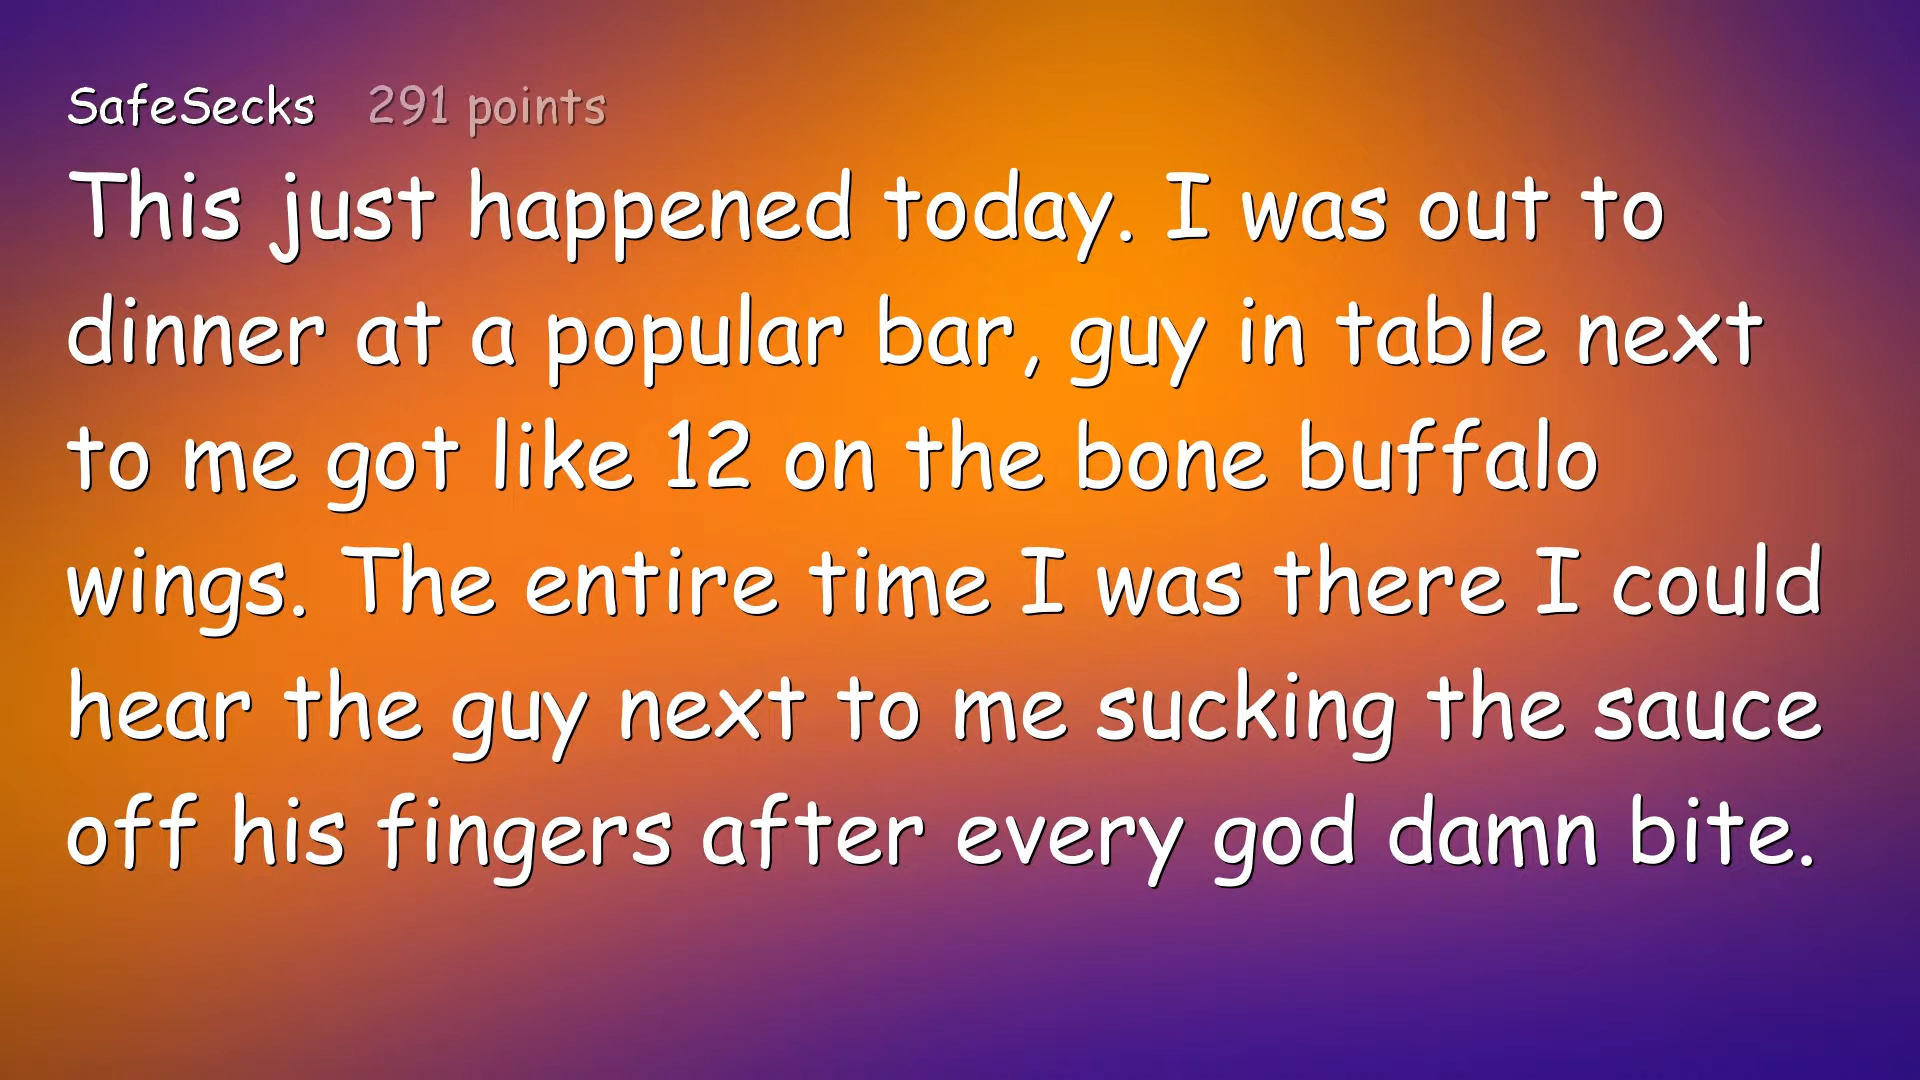 SafeSecks 291 points
This just happened today. I was out to
dinner at a popular bar, guy in table next
to me got like 12 on the bone buffalo
wings. The entire time I was there I could
hear the guy next to me sucking the sauce
off his fingers after every god damn bite.